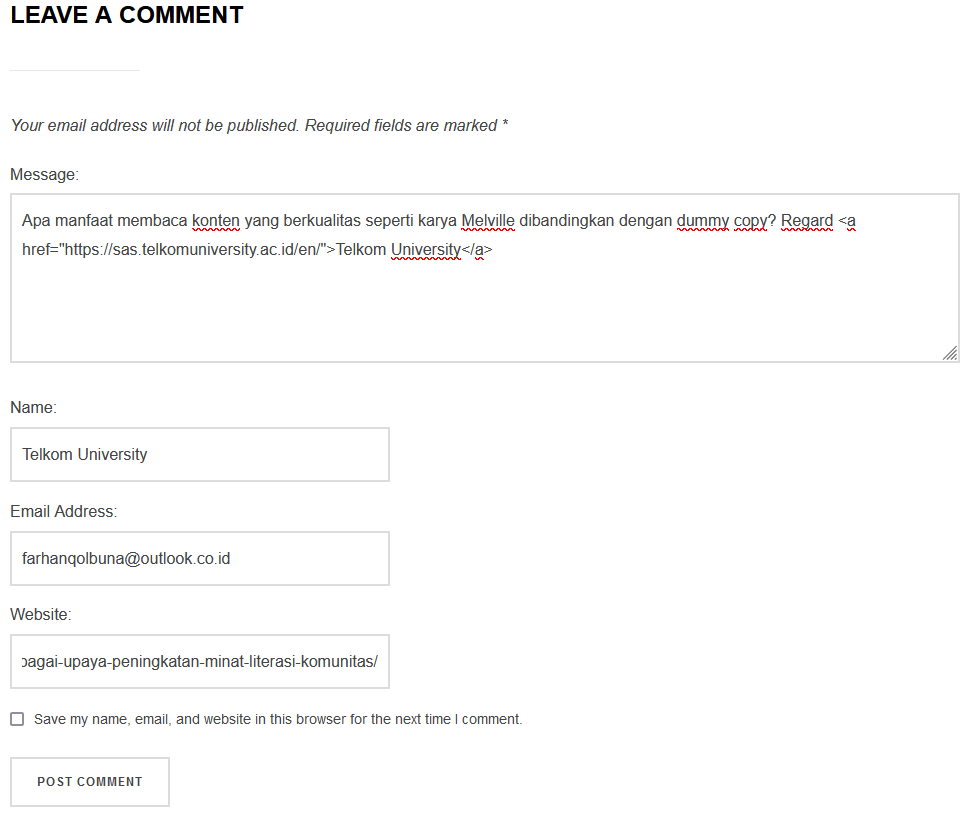 LEAVE A COMMENT
Your email address will not be published. Required fields are marked *
Message:
Apa manfaat membaca konten yang berkualitas seperti karya Melville dibandingkan dengan dummy copy? Regard <a
href="https://sas.telkomuniversity.ac.id/en/">Telkom University</a>
Name:
Telkom University
Email Address:
farhanqolbuna@outlook.co.id
Website:
bagai-upaya-peningkatan-minat-literasi-komunitas/
Save my name, email, and website in this browser for the next time I comment.
POST COMMENT